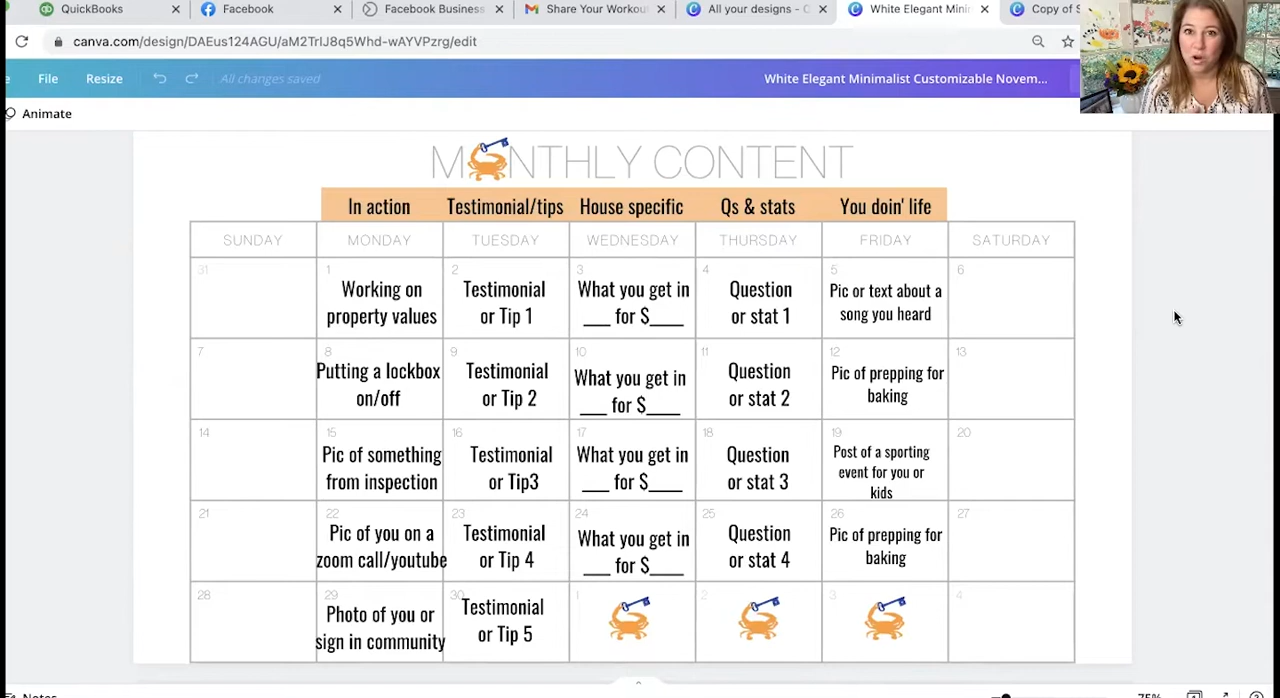 QuickBooks
Facebook
Facebook Business
Share Your Workou
All your designs - C
White Elegant Minir
Copy of S
canva.com/design/DAEus124AGU/aM2TrlJ8q5Whd-wAYVPzrg/edit
File
Resize
All changes saved
White Elegant Minimalist Customizable Novem...
Animate
M NTHLY CONTENT
In action
Testimonial/tips
House specific
Qs & stats
You doin' life
SUNDAY
MONDAY
TUESDAY
WEDNESDAY
THURSDAY
FRIDAY
SATURDAY
31
1
Working on
property values
2
Testimonial
or Tip 1
3
What you get in
___ for $____
4
Question
or stat 1
5
Pic or text about a
song you heard
6
7
8
Putting a lockbox
on/off
9
Testimonial
or Tip 2
10
What you get in
___ for $____
11
Question
or stat 2
12
Pic of prepping for
baking
13
14
15
Pic of something
from inspection
16
Testimonial
or Tip3
17
What you get in
___ for $____
18
Question
or stat 3
19
Post of a sporting
event for you or
kids
20
21
22
Pic of you on a
zoom call/youtube
23
Testimonial
or Tip 4
24
What you get in
___ for $____
25
Question
or stat 4
26
Pic of prepping for
baking
27
28
29
Photo of you or
sign in community
30
Testimonial
or Tip 5
1
2
3
4
Notes
75%